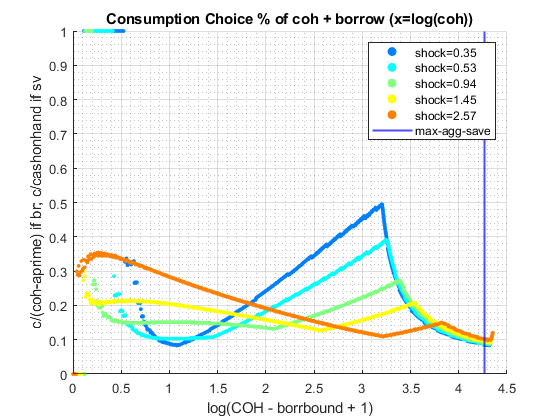 Consumption Choice % of coh + borrow (x=log(coh))
c/(coh-aprime) if br, c/cashonhand if sv
1
0.9
0.8
0.7
0.6
0.5
0.4
0.3
0.2
0.1
0
shock=0.35
shock=0.53
shock=0.94
shock=1.45
shock=2.57
max-agg-save
0 0.5 1 1.5 2 2.5 3 3.5 4 4.5
log(COH - borrbound + 1)